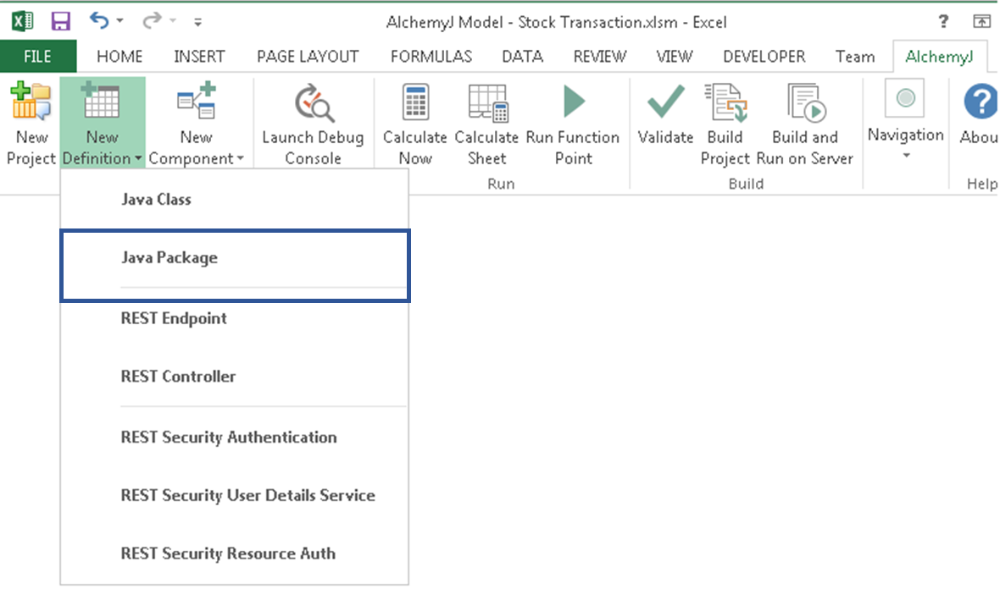 AlchemyJ Model - Stock Transaction.xlsm - Excel
?
FILE HOME INSERT PAGE LAYOUT FORMULAS DATA REVIEW VIEW DEVELOPER Team AlchemyJ
New Project
New Definition
New Component
Launch Debug Console
Calculate Now
Calculate Sheet
Run Function Point
Validate
Build Project
Build and Run on Server
Navigation
?
Abou
Run
Build
Help
Java Class
Java Package
REST Endpoint
REST Controller
REST Security Authentication
REST Security User Details Service
REST Security Resource Auth